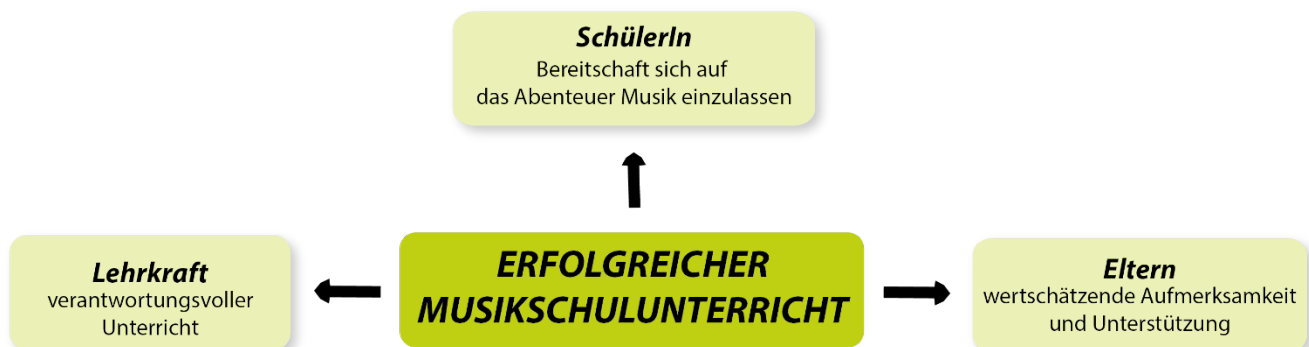 SchülerIn
Bereitschaft sich auf
das Abenteuer Musik einzulassen
Lehrkraft
verantwortungsvoller
Unterricht
ERFOLGREICHER
MUSIKSCHULUNTERRICHT
Eltern
wertschätzende Aufmerksamkeit
und Unterstützung